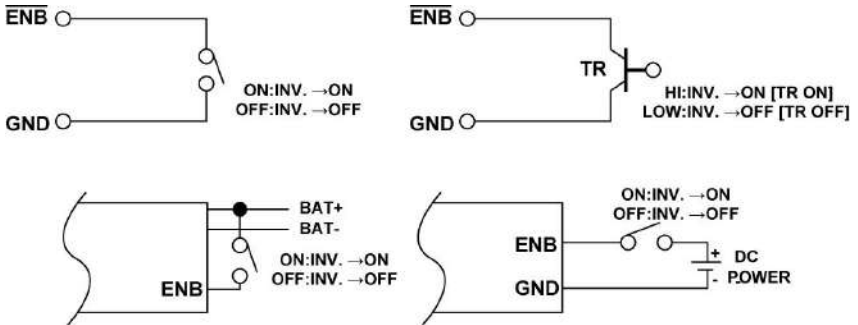 ENB
GND
ON:INV. →ON
OFF:INV. →OFF
ENB
GND
TR
HI:INV. →ON [TR ON]
LOW:INV. →OFF [TR OFF]
BAT+
BAT-
ENB
ON:INV. →ON
OFF:INV. →OFF
ON:INV. →ON
OFF:INV. →OFF
ENB
GND
+ DC
- POWER